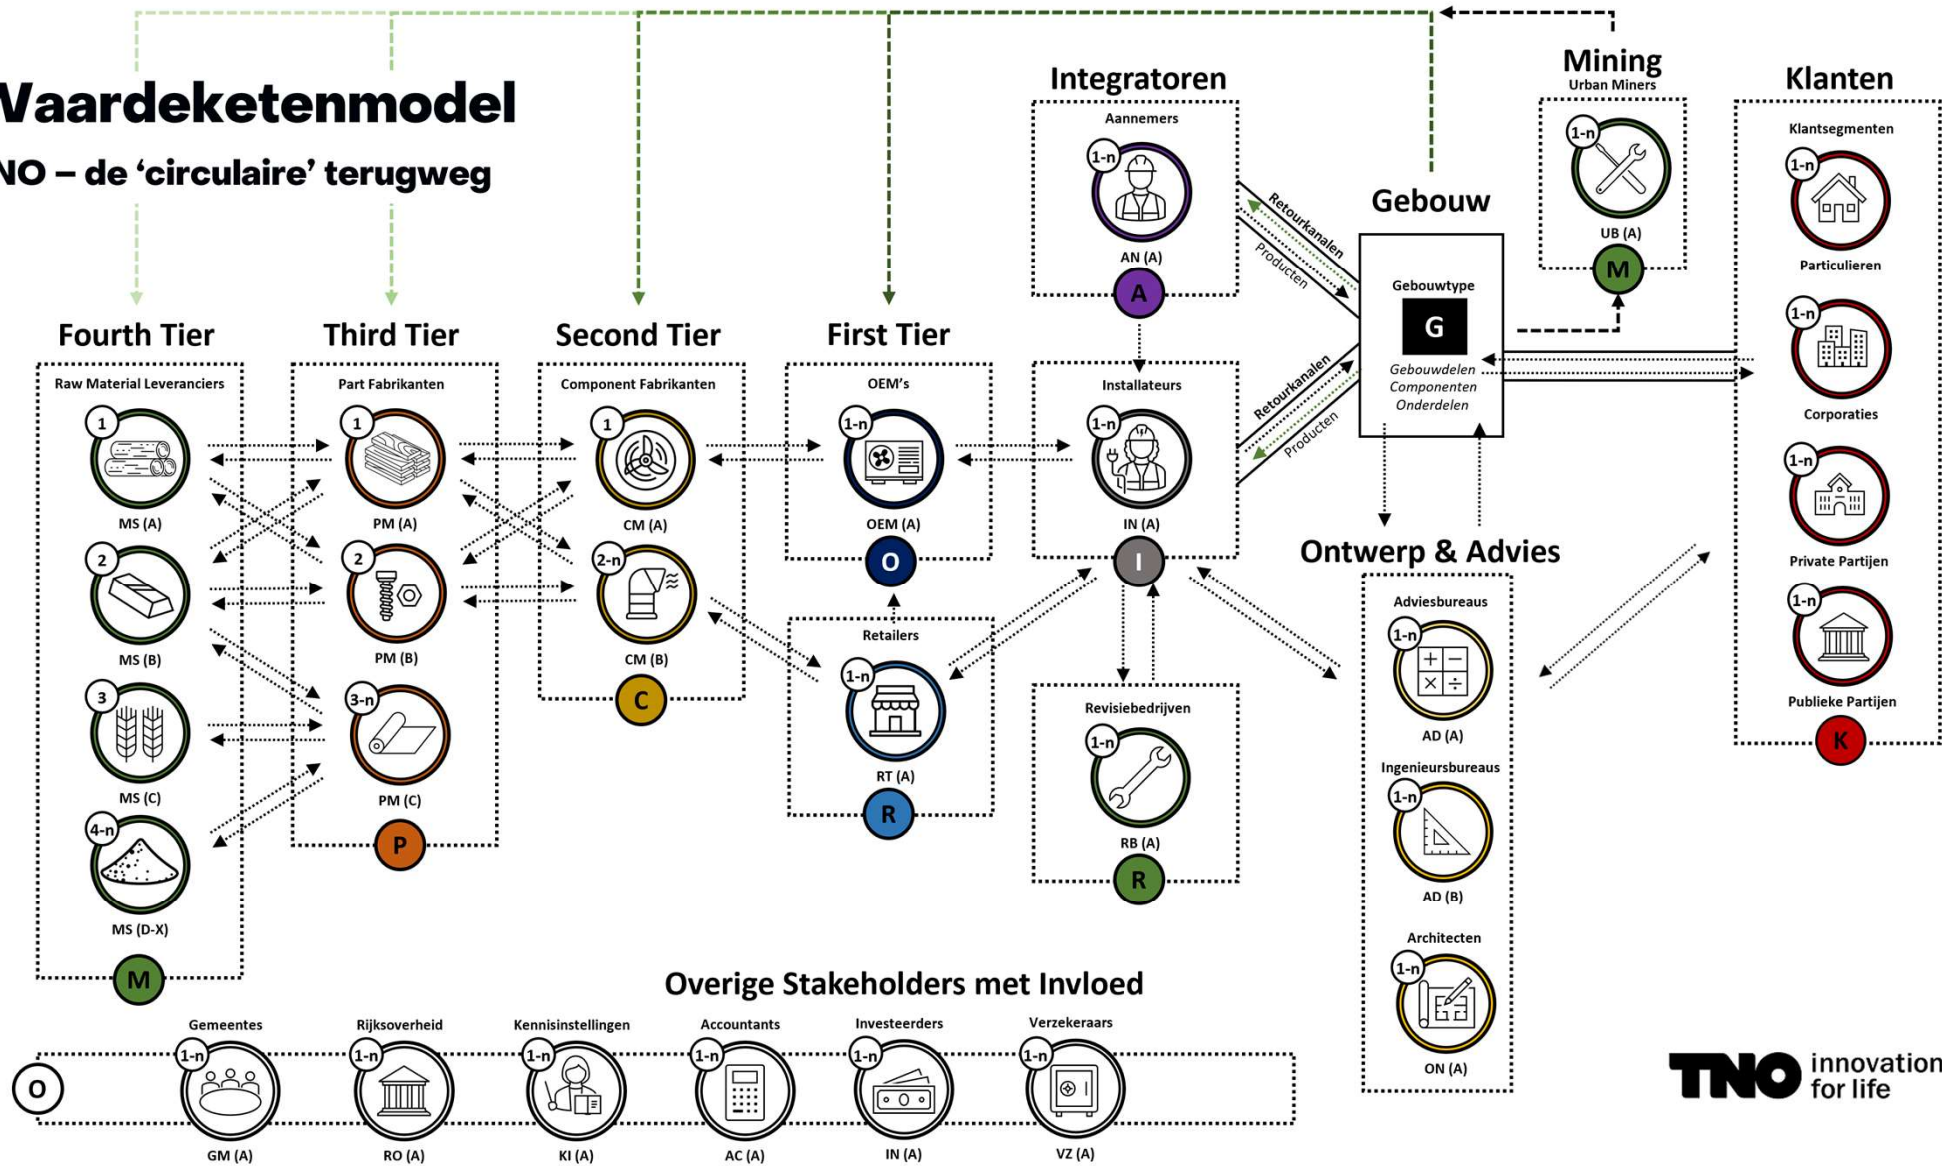 Vaardeketenmodel
NO – de ‘circulaire’ terugweg
Integratoren
Aannemers
1-n
AN (A)
A
Mining
Urban Miners
1-n
UB (A)
M
Klanten
Klantsegmenten
1-n
Particulieren
1-n
Corporaties
1-n
Private Partijen
1-n
Publieke Partijen
K
Gebouw
Gebouwtype
G
Gebouwdelen
Componenten
Onderdelen
Retourkanalen
Producten
Retourkanalen
Producten
Fourth Tier
Raw Material Leveranciers
1
MS (A)
2
MS (B)
3
MS (C)
4-n
MS (D-X)
M
Third Tier
Part Fabrikanten
1
PM (A)
2
PM (B)
3-n
PM (C)
P
Second Tier
Component Fabrikanten
1
CM (A)
2-n
CM (B)
C
First Tier
OEM’s
1-n
OEM (A)
O
Retailers
1-n
RT (A)
R
Installateurs
1-n
IN (A)
I
Revisiebedrijven
1-n
RB (A)
R
Ontwerp & Advies
Adviesbureaus
1-n
AD (A)
Ingenieursbureaus
1-n
AD (B)
Architecten
1-n
ON (A)
Overige Stakeholders met Invloed
O
Gemeentes
1-n
GM (A)
Rijksoverheid
1-n
RO (A)
Kennisinstellingen
1-n
KI (A)
Accountants
1-n
AC (A)
Investeerders
1-n
IN (A)
Verzekeraars
1-n
VZ (A)
TNO innovation
for life